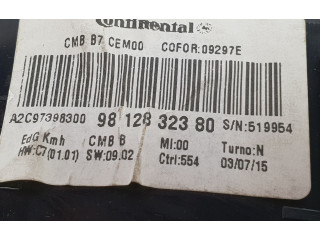 Continental
CMB B7 CEM00 COFOR:09297E
A2C97398300 98 128 323 80 S/N:519954
EdG Kmh CMB B MI:00 Turno:N
HW:C7(01.01) SW:09.02 Ctrl:554 03/07/15